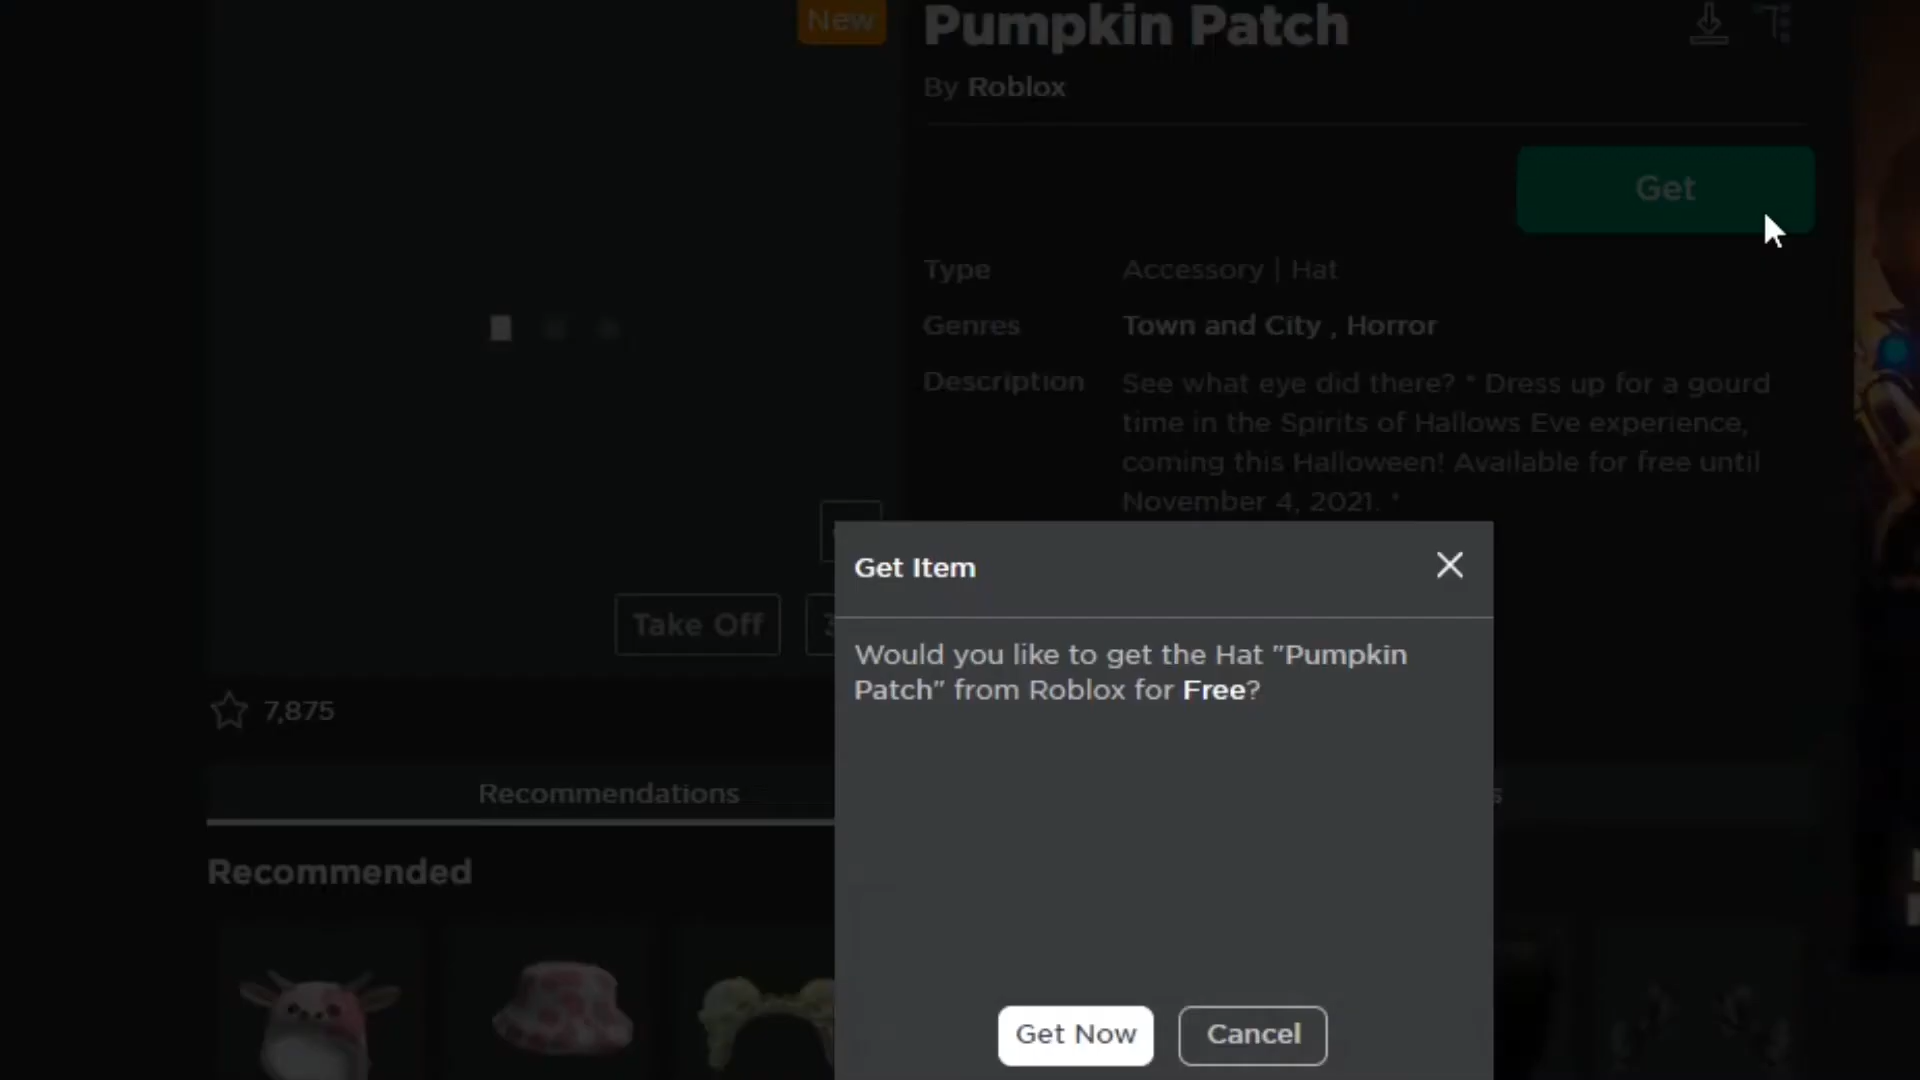 New
Pumpkin Patch
By Roblox
Get
Type Accessory | Hat
Genres Town and City , Horror
Description See what eye did there? * Dress up for a gourd
time in the Spirits of Hallows Eve experience,
coming this Halloween! Available for free until
November 4, 2021. *
Take Off
7,875
Get Item
Would you like to get the Hat "Pumpkin
Patch" from Roblox for Free?
Get Now
Cancel
Recommendations
Recommended